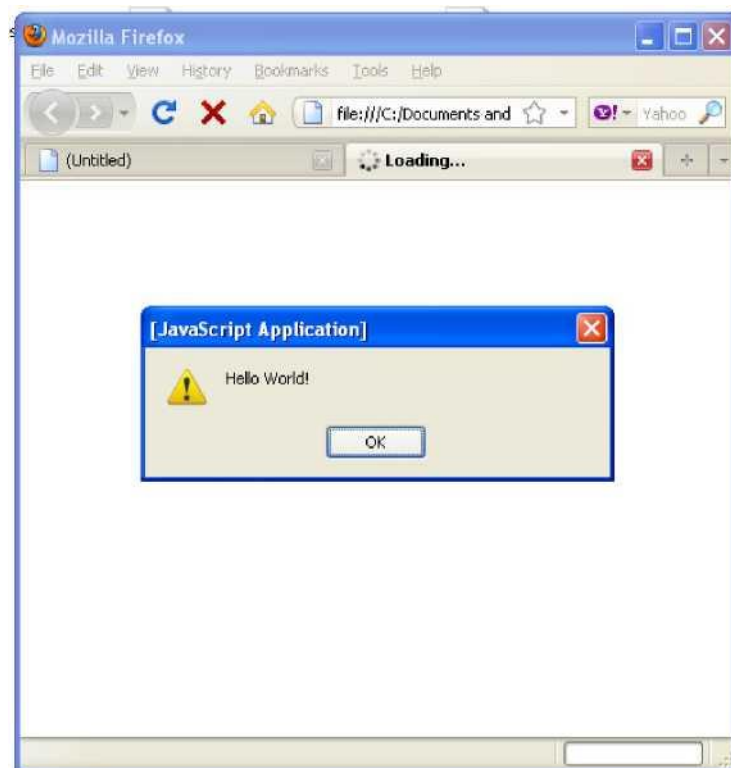 Mozilla Firefox
File Edit View History Bookmarks Tools Help
file:///C:/Documents and Yahoo
(Untitled) Loading...
[JavaScript Application]
Hello World!
OK